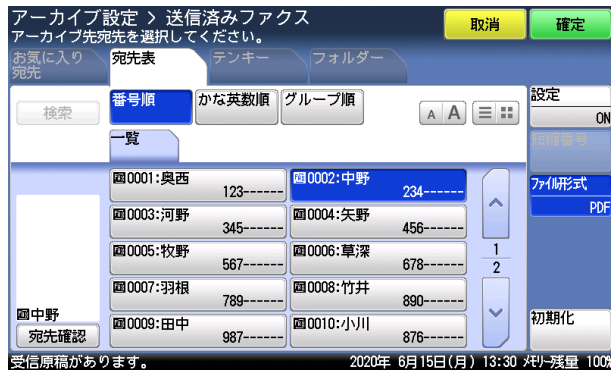 アーカイブ設定 > 送信済みファクス
アーカイブ先宛先を選択してください。
取消
確定
お気に入り
宛先
宛先表
テンキー
フォルダー
検索
番号順
かな英数順
グループ順
A A
設定
ON
一覧
短縮番号
0001:奥西
123------
0002:中野
234------
ファイル形式
PDF
0003:河野
345------
0004:矢野
456------
0005:牧野
567------
0006:草深
678------
1
2
0007:羽根
789------
0008:竹井
890------
中野
宛先確認
0009:田中
987------
0010:小川
876------
初期化
受信原稿があります。
2020年 6月15日(月) 13:30 メモリー残量 100%